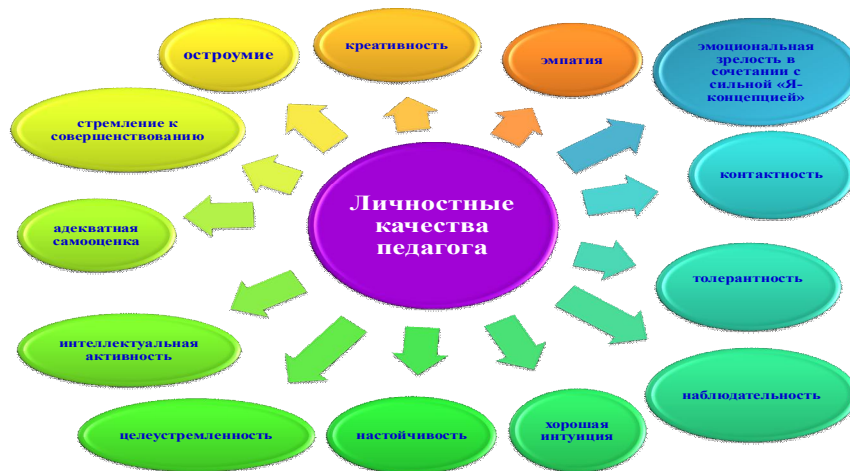 остроумие
креативность
эмпатия
эмоциональная
зрелость в
сочетании с
сильной «Я-
концепцией»
стремление к
совершенствованию
контактность
Личностные
качества
педагога
адекватная
самооценка
толерантность
интеллектуальная
активность
наблюдательность
целеустремленность
настойчивость
хорошая
интуиция